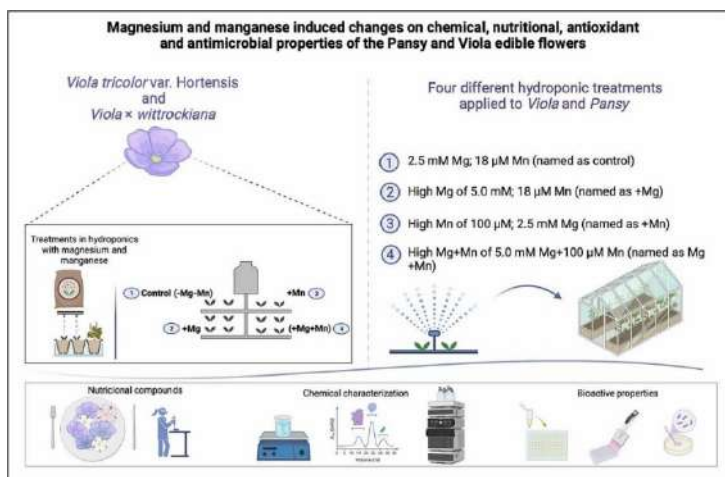 Magnesium and manganese induced changes on chemical, nutritional, antioxidant
and antimicrobial properties of the Pansy and Viola edible flowers
Viola tricolor var. Hortensis
and
Viola × wittrockiana
Treatments in hydroponics
with magnesium and
manganese
1 Control (-Mg-Mn)
+Mn 3
2 +Mg
(+Mg+Mn) 4
Four different hydroponic treatments
applied to Viola and Pansy
1 2.5 mM Mg; 18 µM Mn (named as control)
2 High Mg of 5.0 mM; 18 µM Mn (named as +Mg)
3 High Mn of 100 µM; 2.5 mM Mg (named as +Mn)
4 High Mg+Mn of 5.0 mM Mg+100 µM Mn (named as Mg
+Mn)
Nutricional compounds
Chemical characterization
Bioactive properties